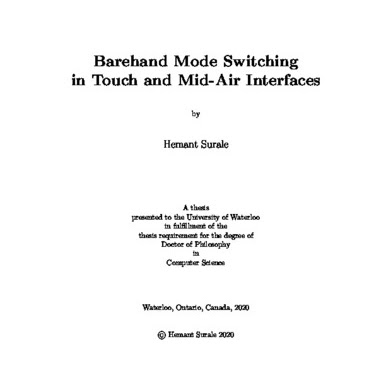 Barehand Mode Switching
in Touch and Mid-Air Interfaces
by
Hemant Surale
A thesis
presented to the University of Waterloo
in fulfillment of the
thesis requirement for the degree of
Doctor of Philosophy
in
Computer Science
Waterloo, Ontario, Canada, 2020
© Hemant Surale 2020